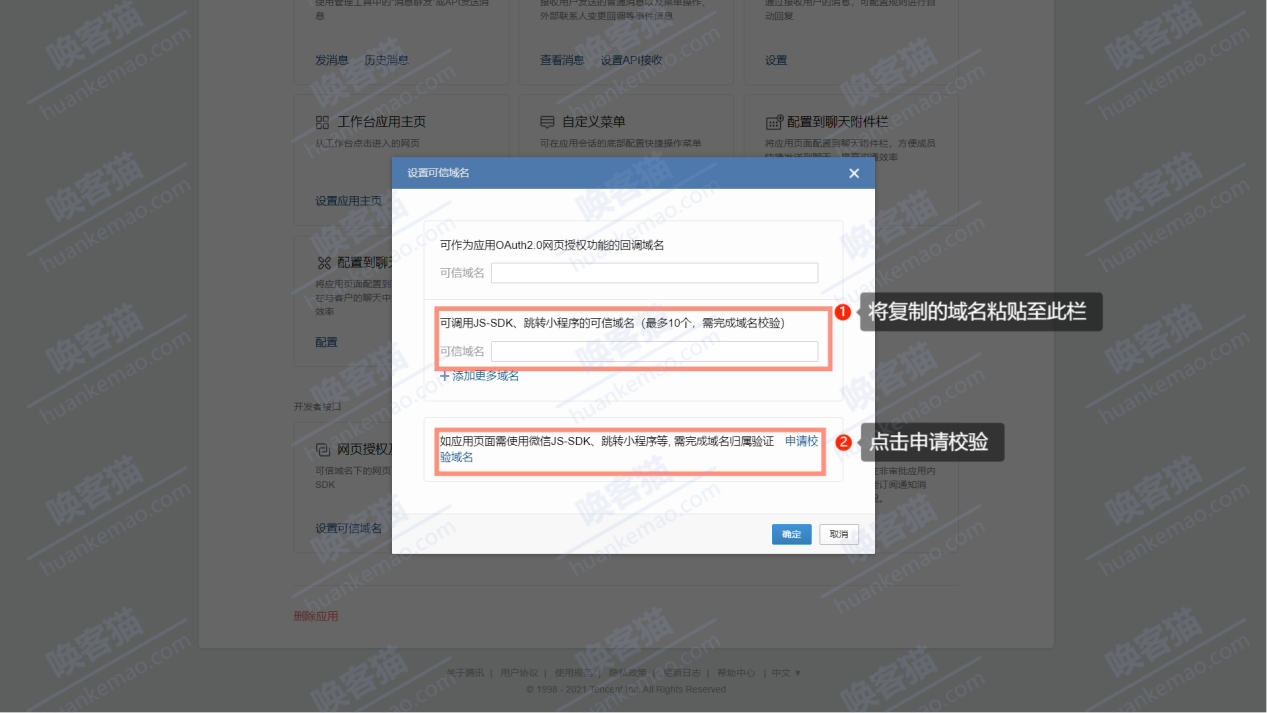 使用管理工具中的“消息群发”或API发送消
息
接收用户发送的普通消息以及菜单操作,
外部联系人变更回调等事件信息
通过接收用户的消息，可配置规则进行自
动回复
发消息 历史消息
查看消息 设置API接收
设置
工作台应用主页
从工作台点击进入的网页
设置应用主页
自定义菜单
可在应用会话的底部配置快捷操作菜单
配置到聊天附件栏
将应用页面配置到聊天附件栏，方便成员
设置可信域名
可作为应用OAuth2.0网页授权功能的回调域名
可信域名
配置到聊
将应用页面配置到
在与客户的聊天中
效率
配置
可调用JS-SDK、跳转小程序的可信域名（最多10个，需完成域名校验）
可信域名
添加更多域名
1 将复制的域名粘贴至此栏
开发者接口
网页授权及
可信域名下的网页
SDK
设置可信域名
如应用页面需使用微信JS-SDK、跳转小程序等, 需完成域名归属验证 申请校
验域名
2 点击申请校验
在非审批应用内
订阅通知消
确定 取消
删除应用
关于腾讯 | 用户协议 | 使用规范 | 隐私政策 | 更新日志 | 帮助中心 | 中文
© 1998 - 2021 Tencent Inc. All Rights Reserved
唤客猫
huankemao.com